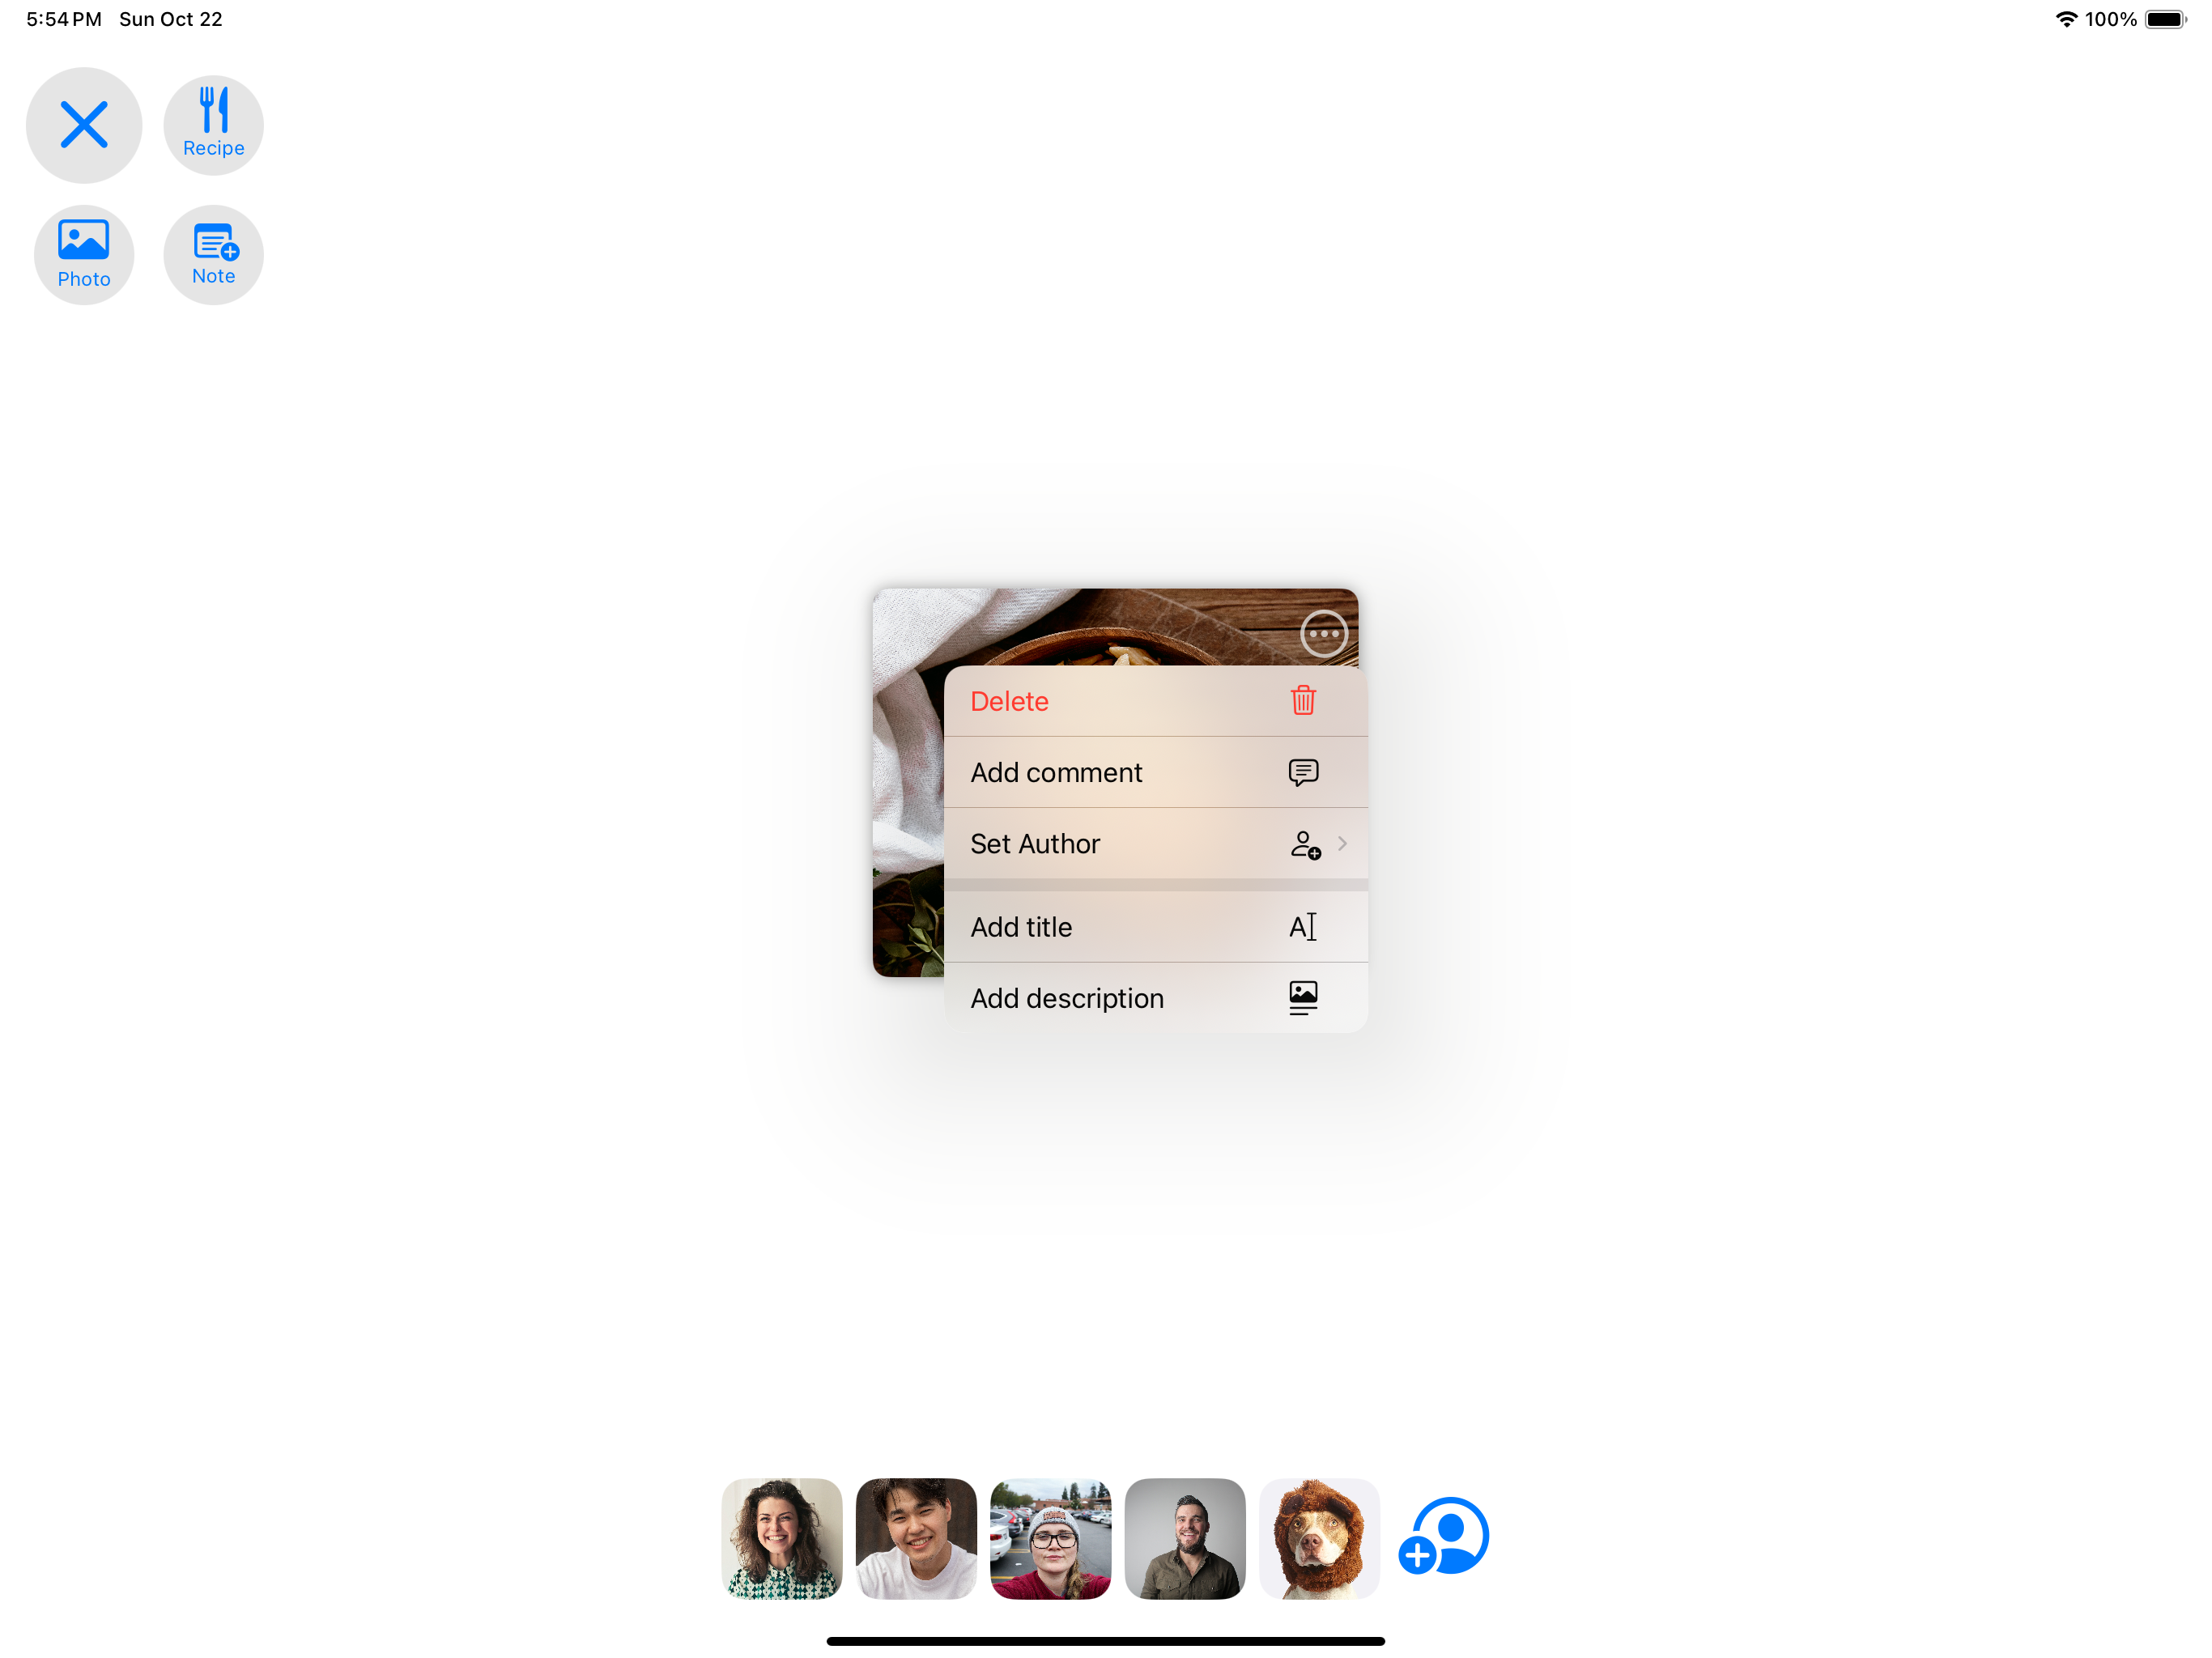 5:54 PM Sun Oct 22
100%
Recipe
Photo
Note
Delete
Add comment
Set Author
Add title
Add description